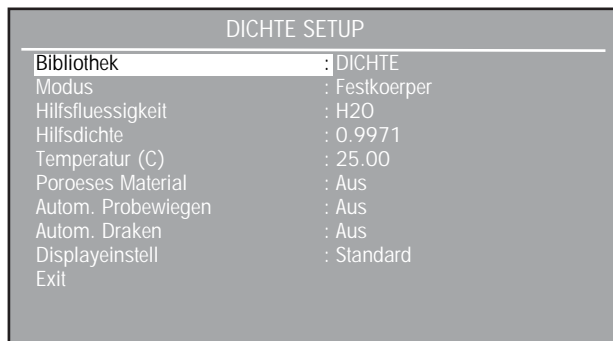 DICHTE SETUP
Bibliothek : DICHTE
Modus : Festkoerper
Hilfsfluessigkeit : H2O
Hilfsdichte : 0.9971
Temperatur (C) : 25.00
Poroeses Material : Aus
Autom. Probewiegen : Aus
Autom. Draken : Aus
Displayeinstell : Standard
Exit